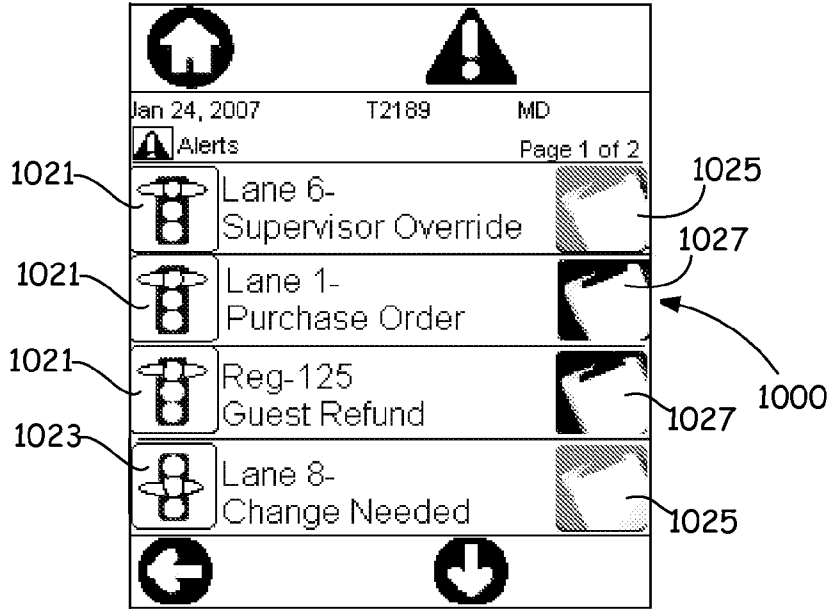 Jan 24, 2007 T2189 MD
Alerts Page 1 of 2
1021 Lane 6- 1025
Supervisor Override
1027
1021 Lane 1-
Purchase Order
1000
1021 Reg-125
Guest Refund 1027
1023
Lane 8-
Change Needed 1025